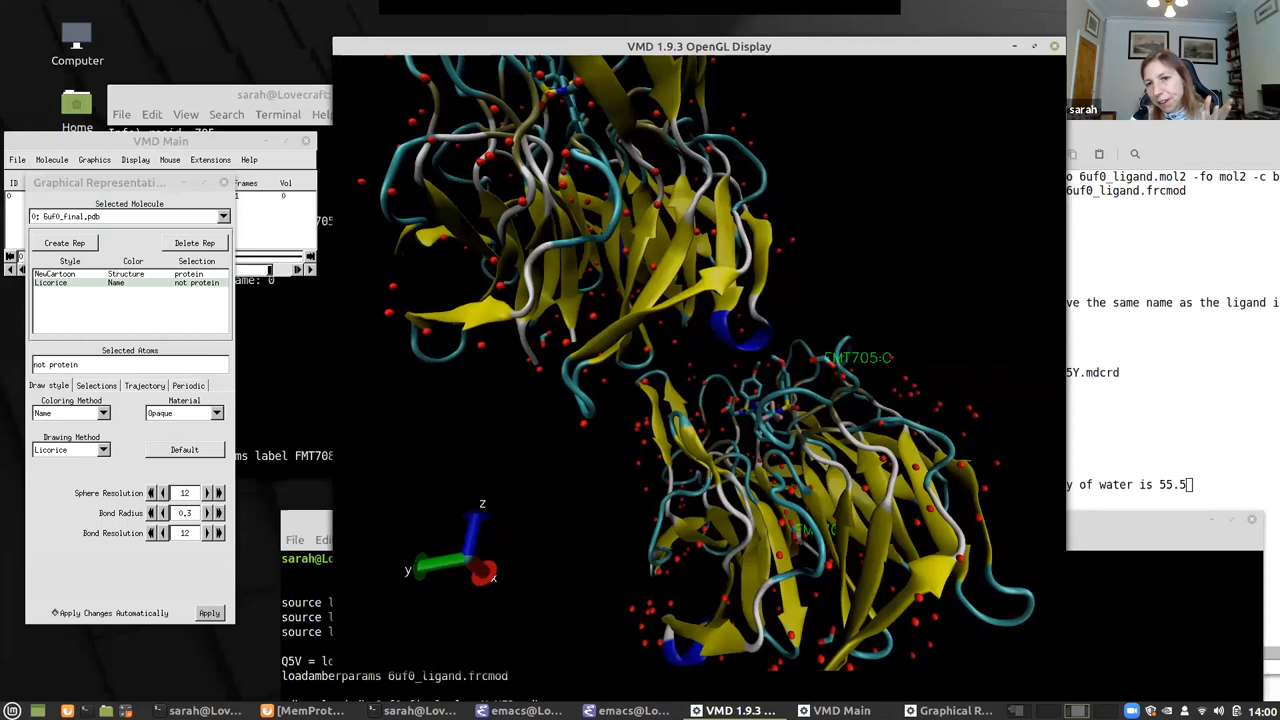 VMD 1.9.3 OpenGL Display
Computer
sarah@Lovecraft:
File Edit View Search Terminal
Home
sarah
VMD Main
File Molecule Graphics Display Mouse Extensions Help
ID
Frames Vol
0 1 0
Graphical Representati...
Selected Molecule
0: 6uf0_final.pdb
Create Rep Delete Rep
Style Color Selection
NewCartoon Structure protein
Licorice Name not protein
Selected Atoms
not protein
Draw style Selections Trajectory Periodic
Coloring Method Material
Name Opaque
Drawing Method
Licorice Default
Sphere Resolution 12
Bond Radius 0.3
Bond Resolution 12
Apply Changes Automatically Apply
ame: 0
ms label FMT708
z
y
x
FMT705:C
o 6uf0_ligand.mol2 -fo mol2 -c b
6uf0_ligand.frcmod
ve the same name as the ligand i
5Y.mdcrd
y of water is 55.5
File
sarah@Lo
source l
source l
source l
Q5V = lo
loadamberparams 6uf0_ligand.frcmod
sarah@Lov... [MemProt... sarah@Lov... emacs@Lo... emacs@Lo... VMD 1.9.3 ... VMD Main Graphical R... 14:00